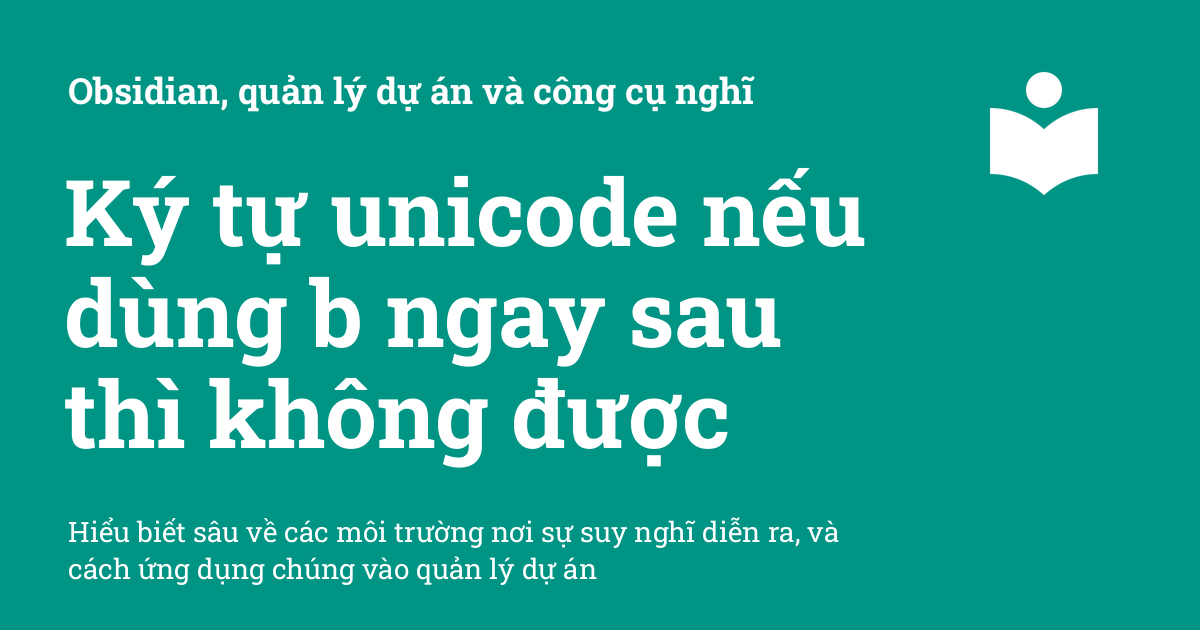 Obsidian, quản lý dự án và công cụ nghĩ
Ký tự unicode nếu
dùng b ngay sau
thì không được
Hiểu biết sâu về các môi trường nơi sự suy nghĩ diễn ra, và
cách ứng dụng chúng vào quản lý dự án